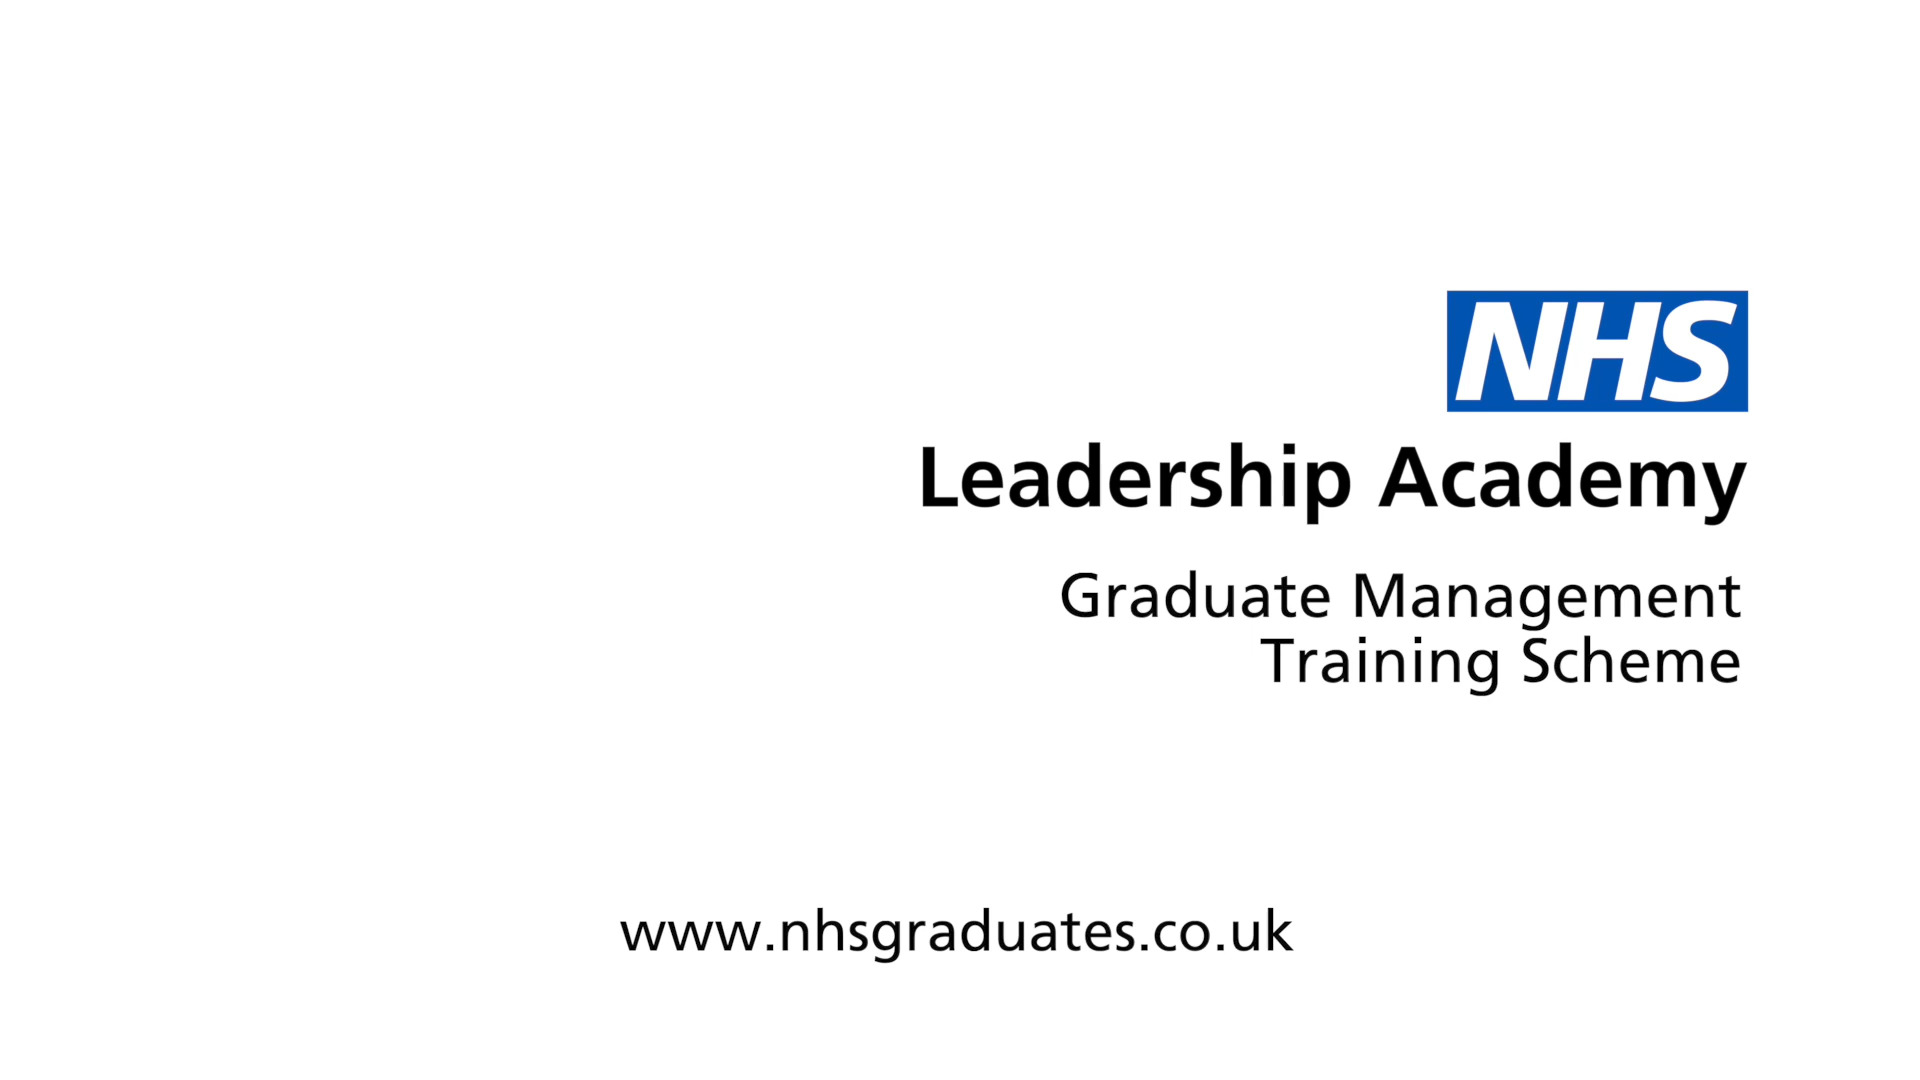 NHS
Leadership Academy
Graduate Management
Training Scheme
www.nhsgraduates.co.uk